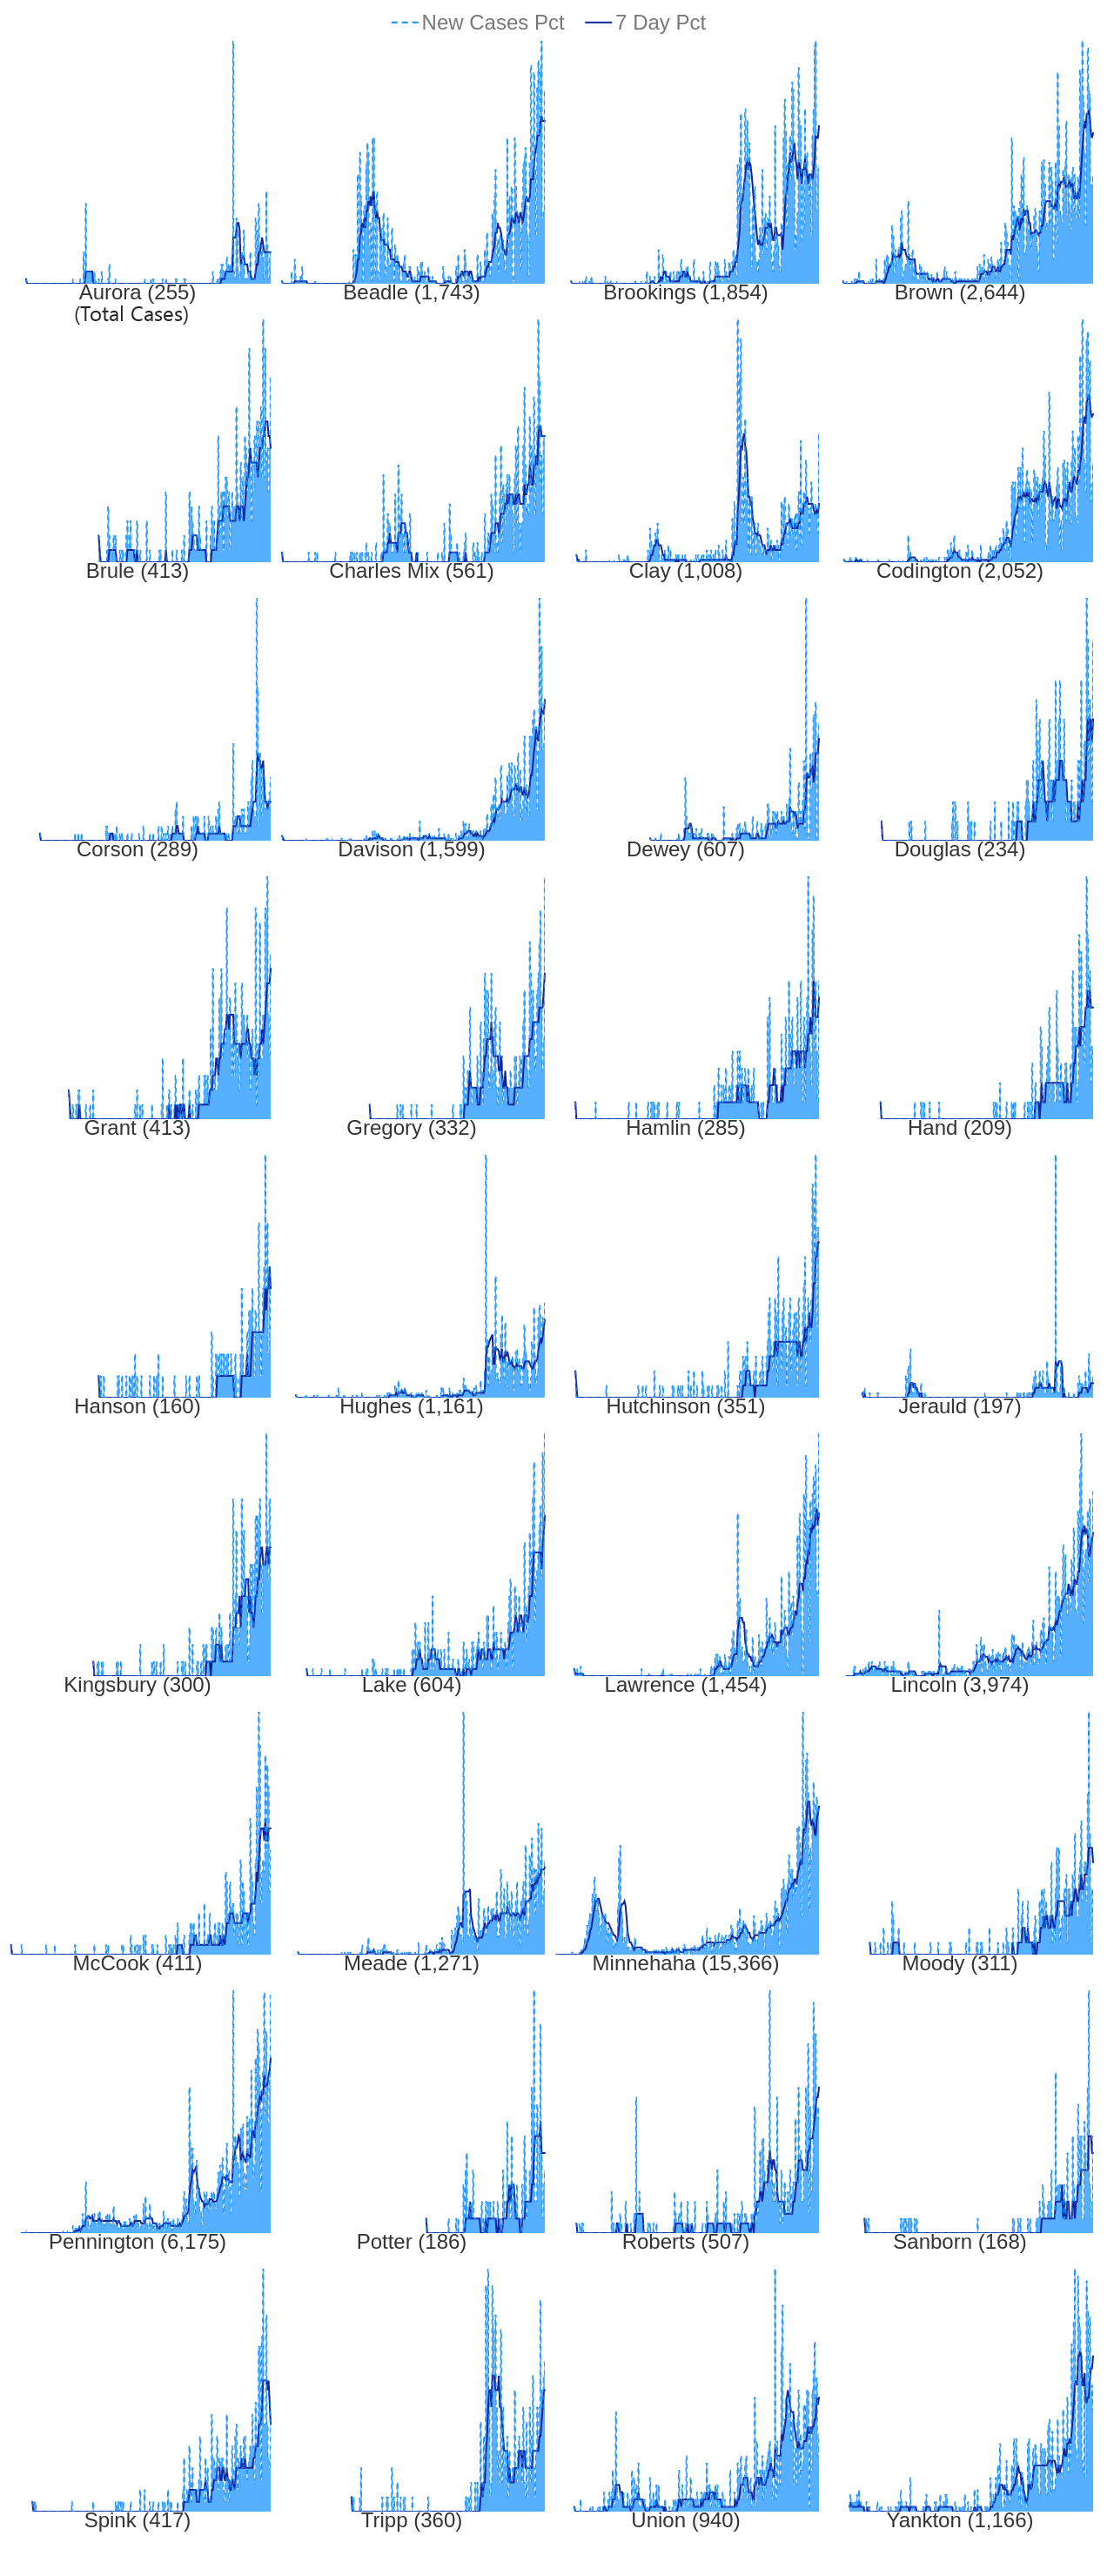 New Cases Pct 7 Day Pct
Aurora (255) Beadle (1,743) Brookings (1,854) Brown (2,644)
(Total Cases)
Brule (413) Charles Mix (561) Clay (1,008) Codington (2,052)
Corson (289) Davison (1,599) Dewey (607) Douglas (234)
Grant (413) Gregory (332) Hamlin (285) Hand (209)
Hanson (160) Hughes (1,161) Hutchinson (351) Jerauld (197)
Kingsbury (300) Lake (604) Lawrence (1,454) Lincoln (3,974)
McCook (411) Meade (1,271) Minnehaha (15,366) Moody (311)
Pennington (6,175) Potter (186) Roberts (507) Sanborn (168)
Spink (417) Tripp (360) Union (940) Yankton (1,166)